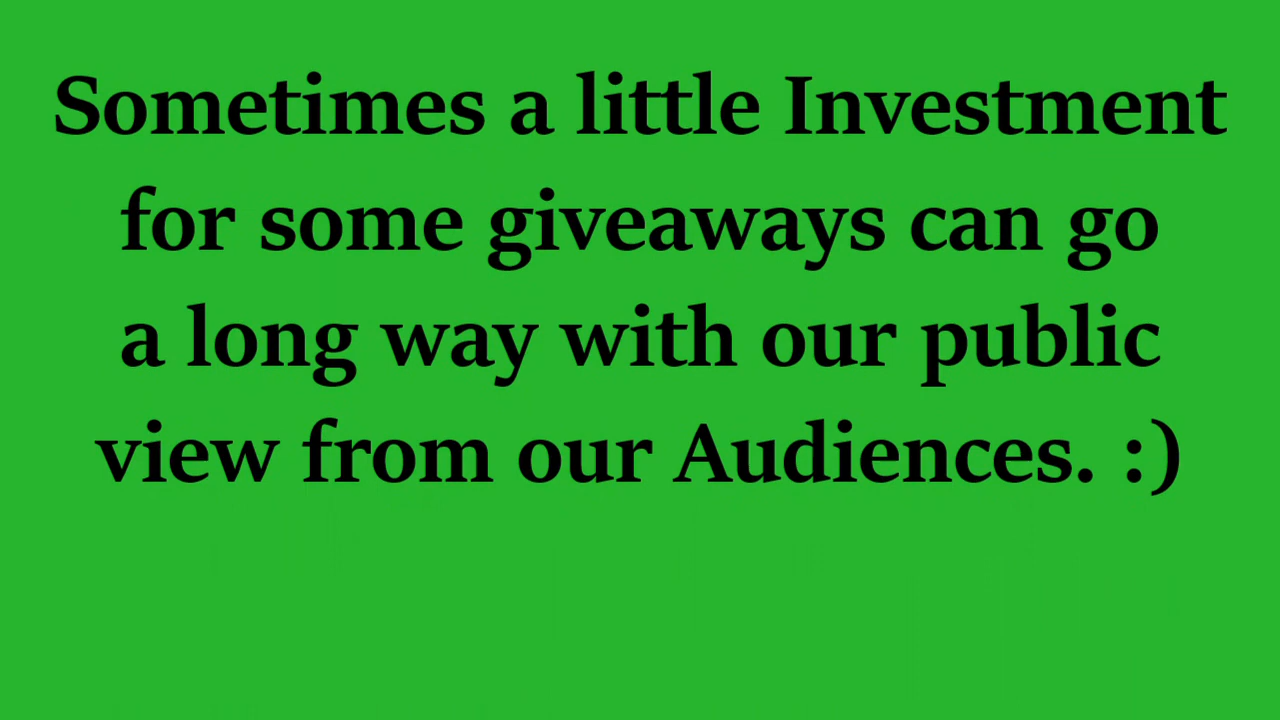 Sometimes a little Investment
for some giveaways can go
a long way with our public
view from our Audiences. :)